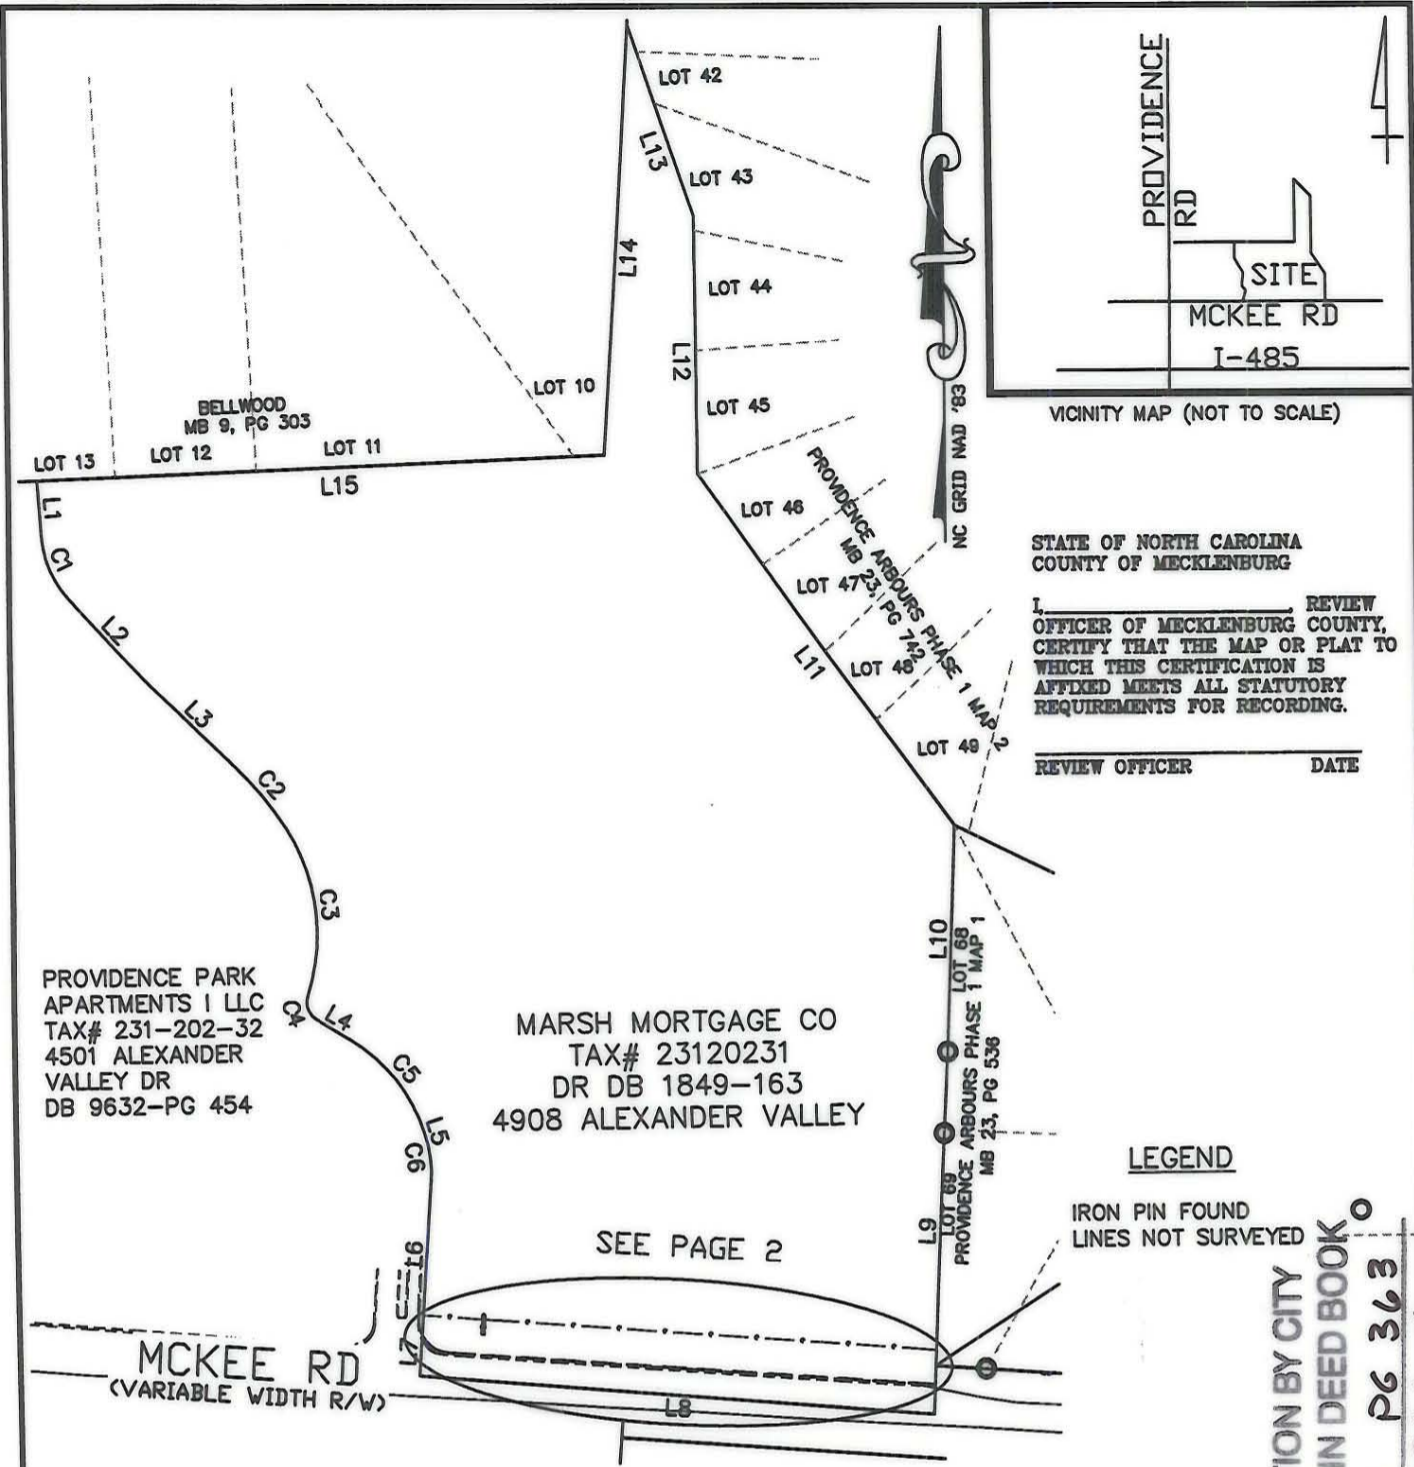 LOT 42
L13
LOT 43
L14
LOT 44
L12
LOT 45
LOT 10
BELLWOOD
MB 9, PG 303
LOT 13
LOT 12
LOT 11
L15
L1
C1
L2
L3
C2
C3
C4
L4
C5
L5
C6
L6
L7
L8
L9
L10
L11
LOT 46
LOT 47
LOT 48
LOT 49
PROVIDENCE ARBOURS PHASE 1 MAP 2
MB 23, PG 742
NC GRID NAD '83
PROVIDENCE
RD
SITE
MCKEE RD
I-485
VICINITY MAP (NOT TO SCALE)
STATE OF NORTH CAROLINA
COUNTY OF MECKLENBURG
I, REVIEW
OFFICER OF MECKLENBURG COUNTY,
CERTIFY THAT THE MAP OR PLAT TO
WHICH THIS CERTIFICATION IS
AFFIXED MEETS ALL STATUTORY
REQUIREMENTS FOR RECORDING.
REVIEW OFFICER DATE
PROVIDENCE PARK
APARTMENTS I LLC
TAX# 231-202-32
4501 ALEXANDER
VALLEY DR
DB 9632-PG 454
MARSH MORTGAGE CO
TAX# 23120231
DR DB 1849-163
4908 ALEXANDER VALLEY
LOT 68
LOT 69
PROVIDENCE ARBOURS PHASE 1 MAP 1
MB 23, PG 536
SEE PAGE 2
MCKEE RD
(VARIABLE WIDTH R/W)
LEGEND
IRON PIN FOUND
LINES NOT SURVEYED
TION BY CITY
IN DEED BOOK
PG 363